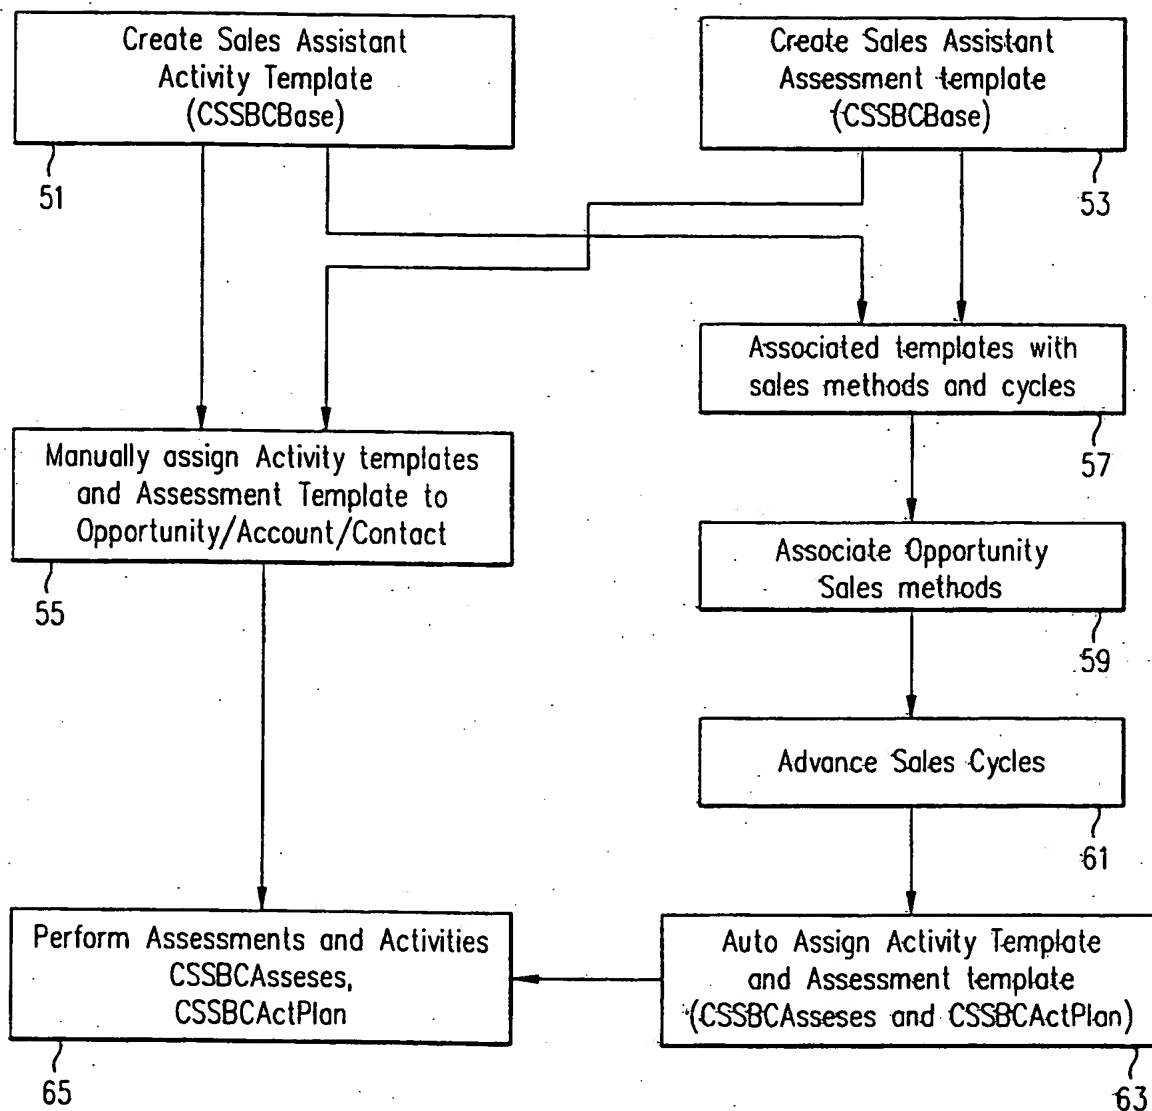 Create Sales Assistant
Activity Template
(CSSBCBase)
51
Create Sales Assistant
Assessment template
(CSSBCBase)
53
Associated templates with
sales methods and cycles
57
Manually assign Activity templates
and Assessment Template to
Opportunity/Account/Contact
55
Associate Opportunity
Sales methods
59
Advance Sales Cycles
61
Perform Assessments and Activities
CSSBCAsseses,
CSSBCActPlan
65
Auto Assign Activity Template
and Assessment template
(CSSBCAsseses and CSSBCActPlan)
63